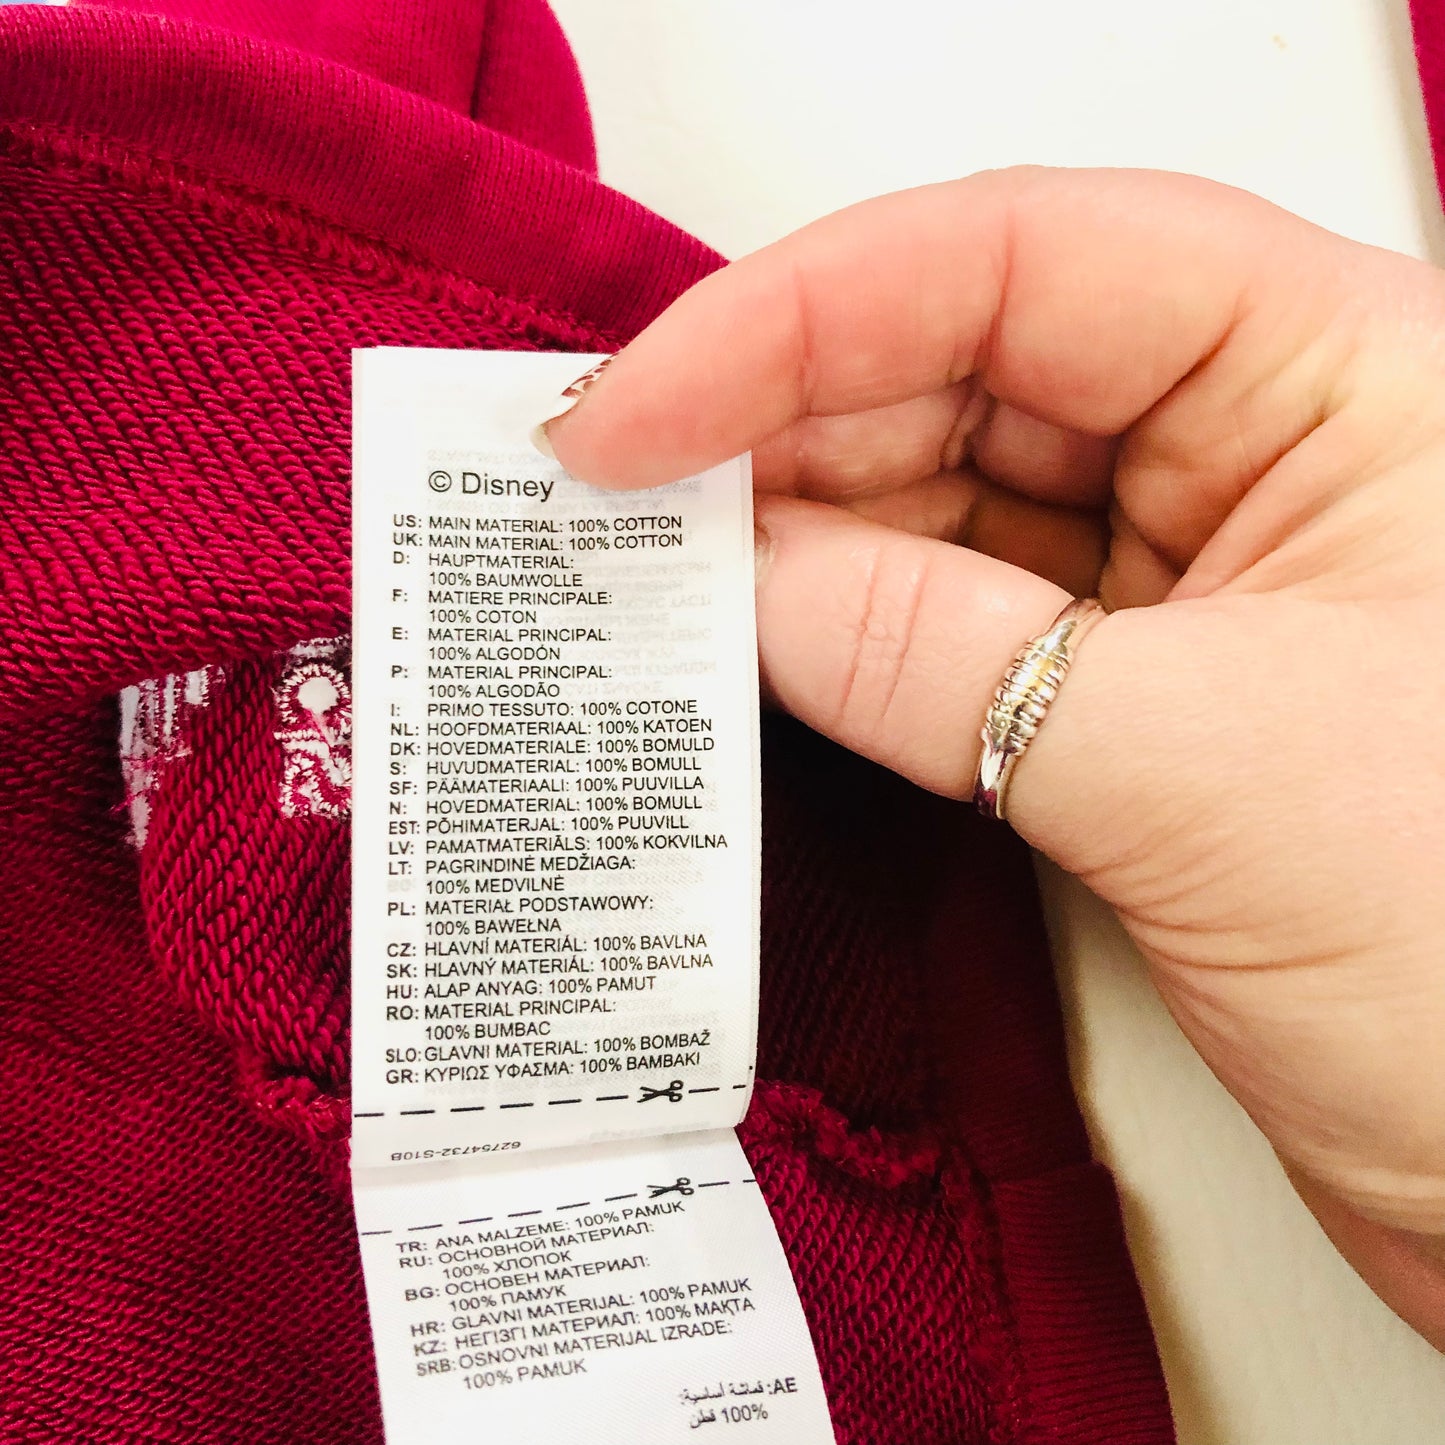 © Disney
US: MAIN MATERIAL: 100% COTTON
UK: MAIN MATERIAL: 100% COTTON
D: HAUPTMATERIAL:
100% BAUMWOLLE
F: MATIERE PRINCIPALE:
100% COTON
E: MATERIAL PRINCIPAL:
100% ALGODÓN
P: MATERIAL PRINCIPAL:
100% ALGODÃO
I: PRIMO TESSUTO: 100% COTONE
NL: HOOFDMATERIAAL: 100% KATOEN
DK: HOVEDMATERIALE: 100% BOMULD
S: HUVUDMATERIAL: 100% BOMULL
SF: PÄÄMATERIAALI: 100% PUUVILLA
N: HOVEDMATERIAL: 100% BOMULL
EST: PÕHIMATERJAL: 100% PUUVILL
LV: PAMATMATERIĀLS: 100% KOKVILNA
LT: PAGRINDINĖ MEDŽIAGA:
100% MEDVILNĖ
PL: MATERIAŁ PODSTAWOWY:
100% BAWEŁNA
CZ: HLAVNÍ MATERIÁL: 100% BAVLNA
SK: HLAVNÝ MATERIÁL: 100% BAVLNA
HU: ALAP ANYAG: 100% PAMUT
RO: MATERIAL PRINCIPAL:
100% BUMBAC
SLO: GLAVNI MATERIAL: 100% BOMBAŽ
GR: ΚΥΡΙΩΣ ΥΦΑΣΜΑ: 100% ΒΑΜΒΑΚΙ
62754732-S10B
TR: ANA MALZEME: 100% PAMUK
RU: ОСНОВНОЙ МАТЕРИАЛ:
100% ХЛОПОК
BG: ОСНОВЕН МАТЕРИАЛ:
100% ПАМУК
HR: GLAVNI MATERIJAL: 100% PAMUK
KZ: НЕГІЗГІ МАТЕРИАЛ: 100% МАҚТА
SRB: OSNOVNI MATERIJAL IZRADE:
100% PAMUK
AE: قماشة أساسية:
100% قطن